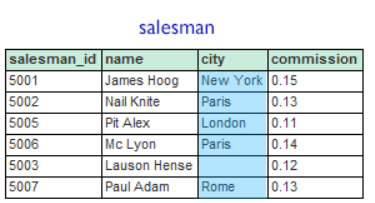 salesman
salesman_id name city commission
5001 James Hoog New York 0.15
5002 Nail Knite Paris 0.13
5005 Pit Alex London 0.11
5006 Mc Lyon Paris 0.14
5003 Lauson Hense 0.12
5007 Paul Adam Rome 0.13